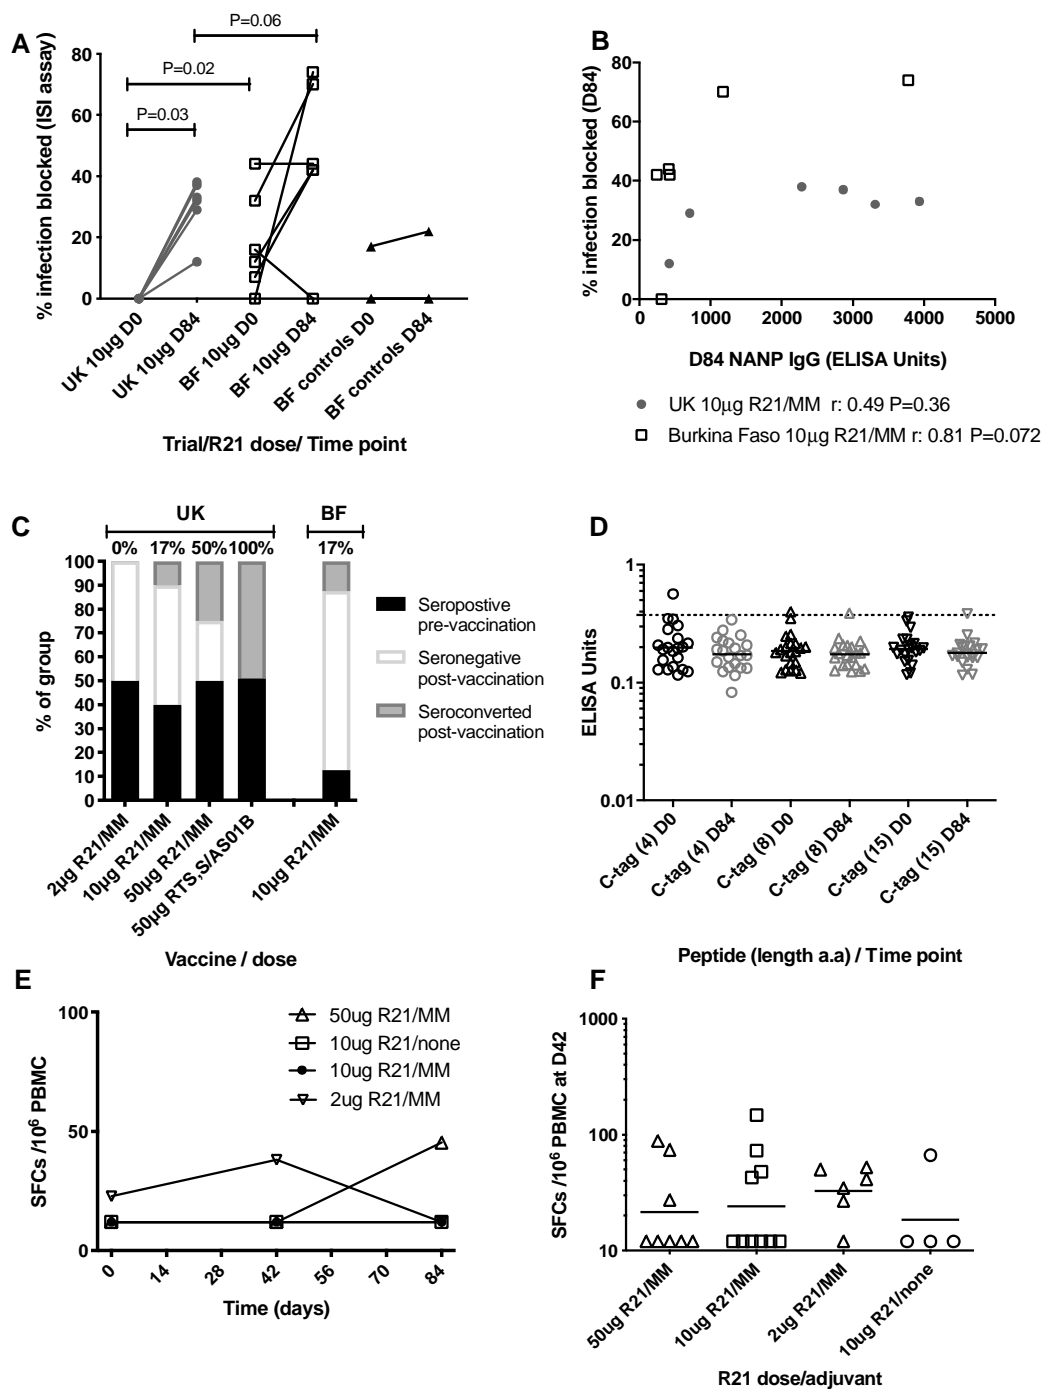 A
P=0.06
P=0.02
P=0.03
% infection blocked (ISI assay)
80
60
40
20
0
UK 10µg D0
UK 10µg D84
BF 10µg D0
BF 10µg D84
BF controls D0
BF controls D84
Trial/R21 dose/ Time point
B
% infection blocked (D84)
80
60
40
20
0
0 1000 2000 3000 4000 5000
D84 NANP IgG (ELISA Units)
UK 10µg R21/MM r: 0.49 P=0.36
Burkina Faso 10µg R21/MM r: 0.81 P=0.072
C
UK BF
0% 17% 50% 100% 17%
% of group
100
90
80
70
60
50
40
30
20
10
0
2µg R21/MM
10µg R21/MM
50µg R21/MM
50µg RTS,S/AS01B
10µg R21/MM
Vaccine / dose
Seropostive
pre-vaccination
Seronegative
post-vaccination
Seroconverted
post-vaccination
D
ELISA Units
1
0.1
0.01
C-tag (4) D0
C-tag (4) D84
C-tag (8) D0
C-tag (8) D84
C-tag (15) D0
C-tag (15) D84
Peptide (length a.a) / Time point
E
SFCs /10⁶ PBMC
100
50
0
0 14 28 42 56 70 84
Time (days)
50ug R21/MM
10ug R21/none
10ug R21/MM
2ug R21/MM
F
SFCs /10⁶ PBMC at D42
1000
100
10
50ug R21/MM
10ug R21/MM
2ug R21/MM
10ug R21/none
R21 dose/adjuvant